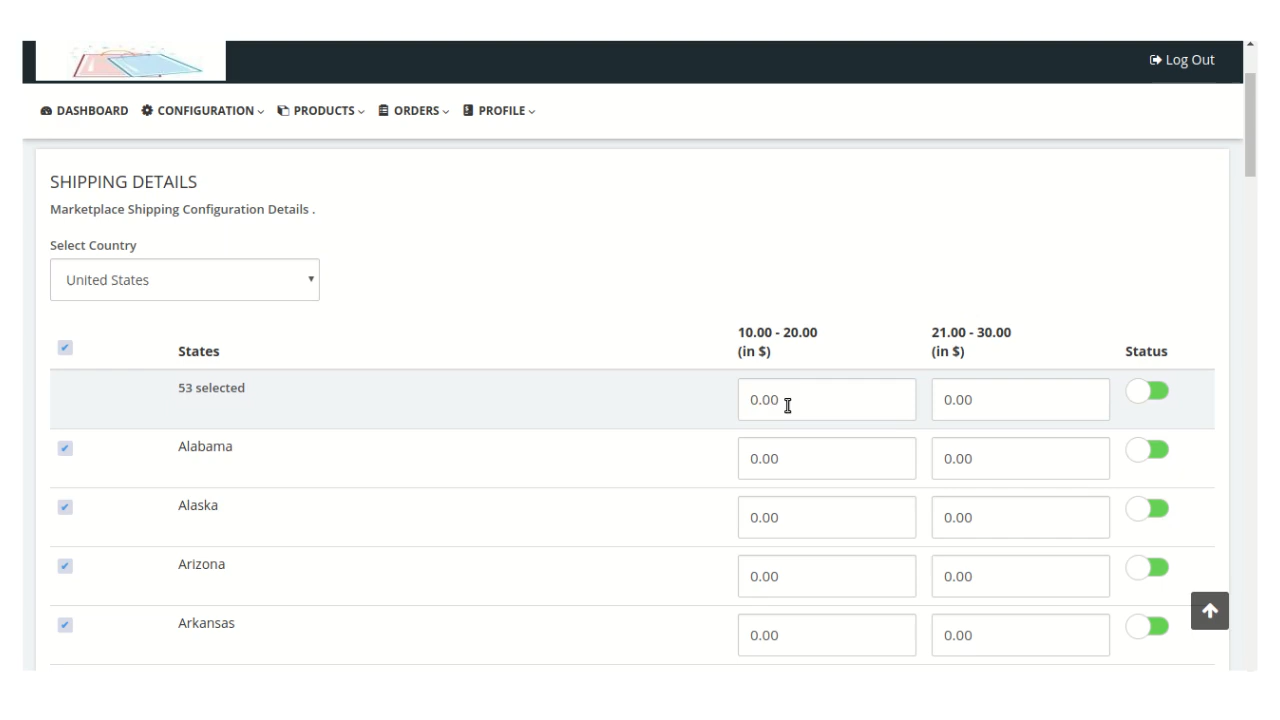 Log Out
DASHBOARD CONFIGURATION PRODUCTS ORDERS PROFILE
SHIPPING DETAILS
Marketplace Shipping Configuration Details .
Select Country
United States
States 10.00 - 20.00 (in $) 21.00 - 30.00 (in $) Status
53 selected 0.00 0.00
Alabama 0.00 0.00
Alaska 0.00 0.00
Arizona 0.00 0.00
Arkansas 0.00 0.00